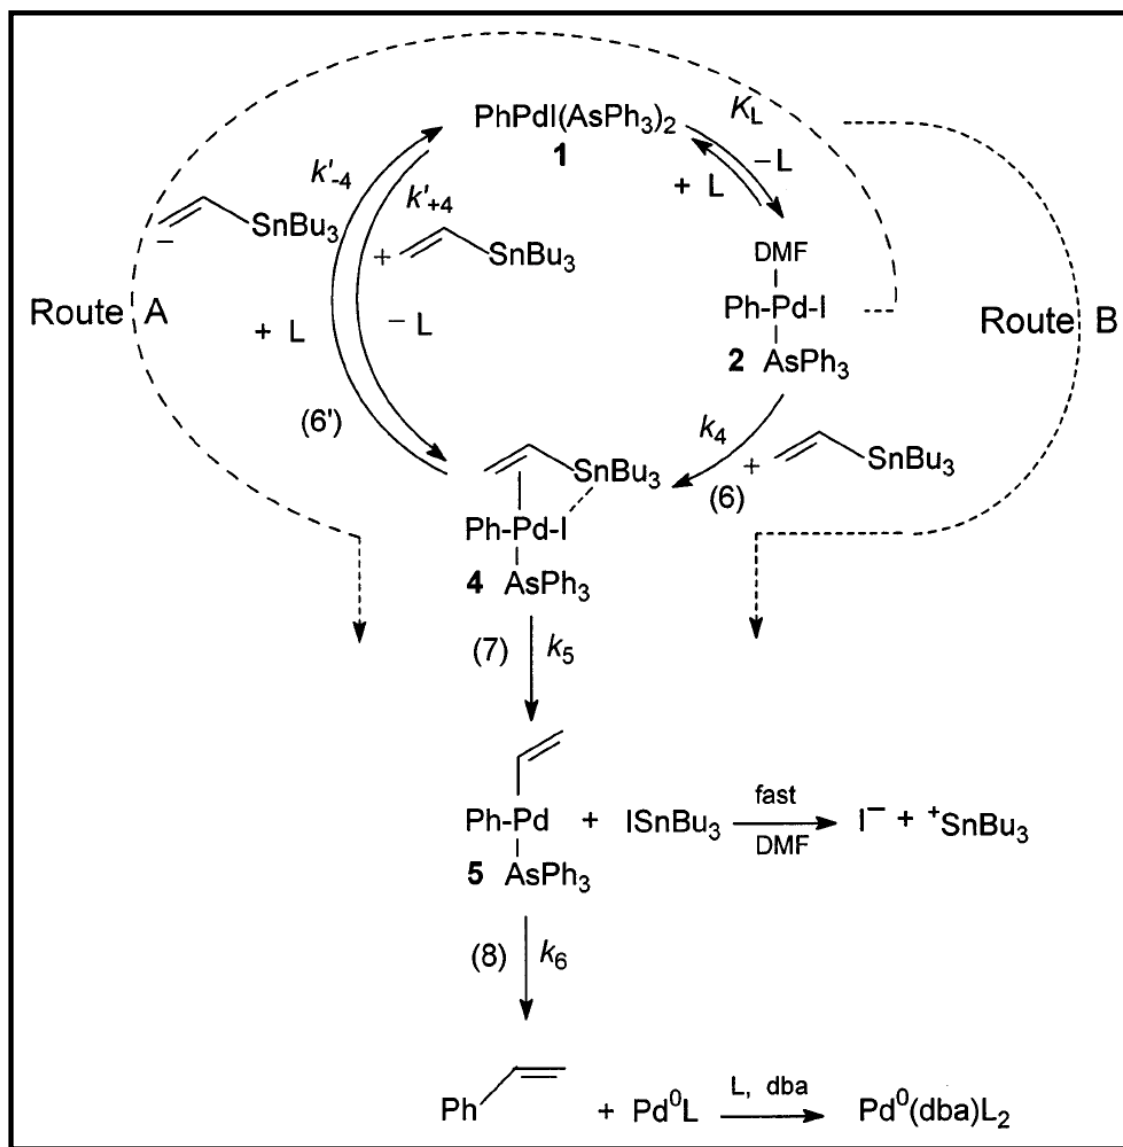 PhPdI(AsPh₃)₂
1
K_L
– L
+ L
k'₋₄
k'₊₄
– SnBu₃
+ SnBu₃
+ L
– L
(6')
Route A
Route B
DMF
Ph-Pd-I
2 AsPh₃
k₄
+ SnBu₃
(6)
SnBu₃
Ph-Pd-I
4 AsPh₃
(7) k₅
Ph-Pd + ISnBu₃ fast DMF I⁻ + ⁺SnBu₃
5 AsPh₃
(8) k₆
Ph + Pd⁰L L, dba Pd⁰(dba)L₂